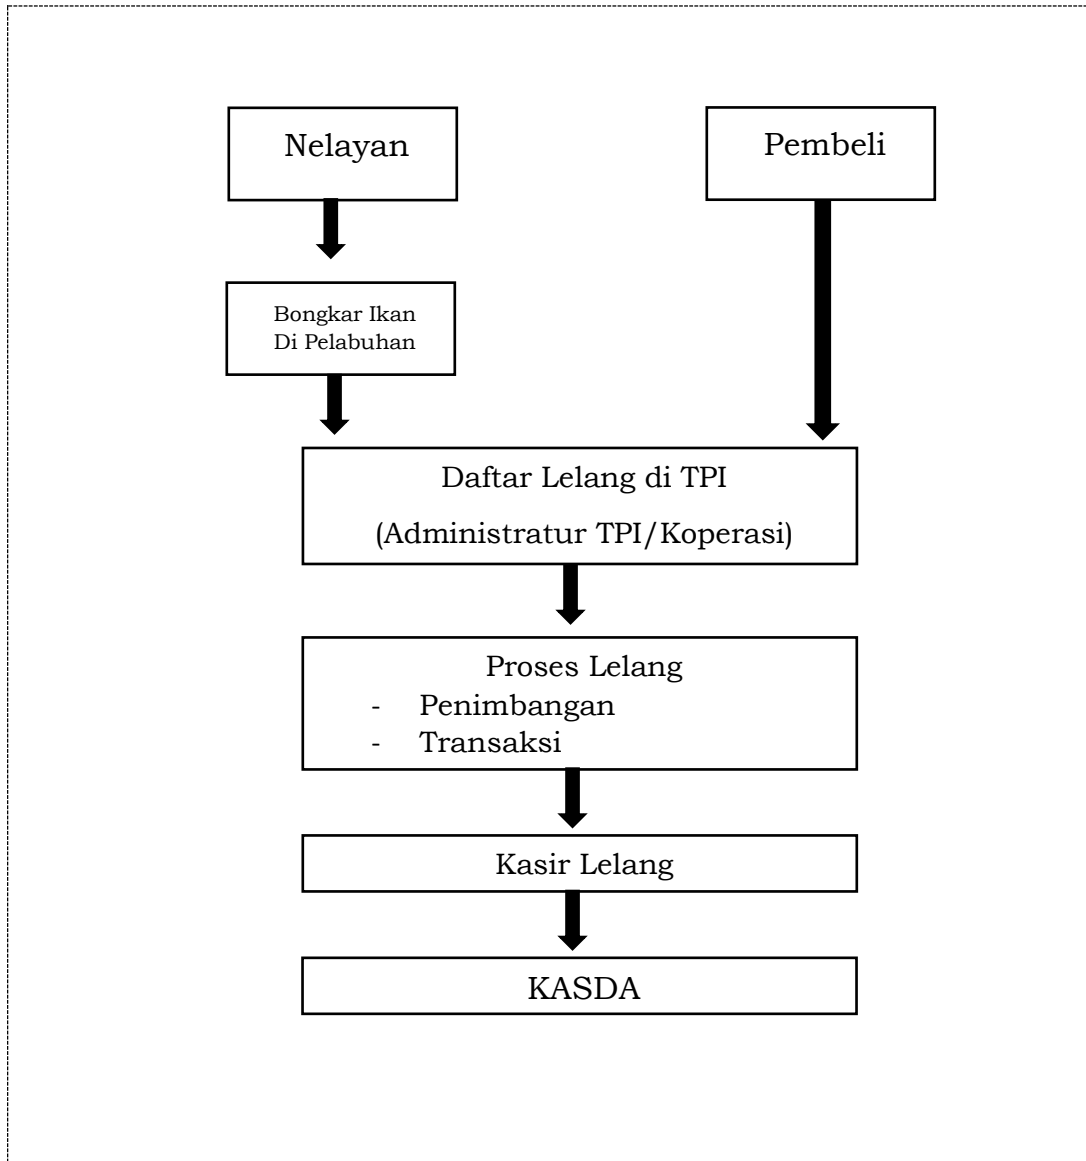 Nelayan
Pembeli
Bongkar Ikan
Di Pelabuhan
Daftar Lelang di TPI
(Administratur TPI/Koperasi)
Proses Lelang
- Penimbangan
- Transaksi
Kasir Lelang
KASDA